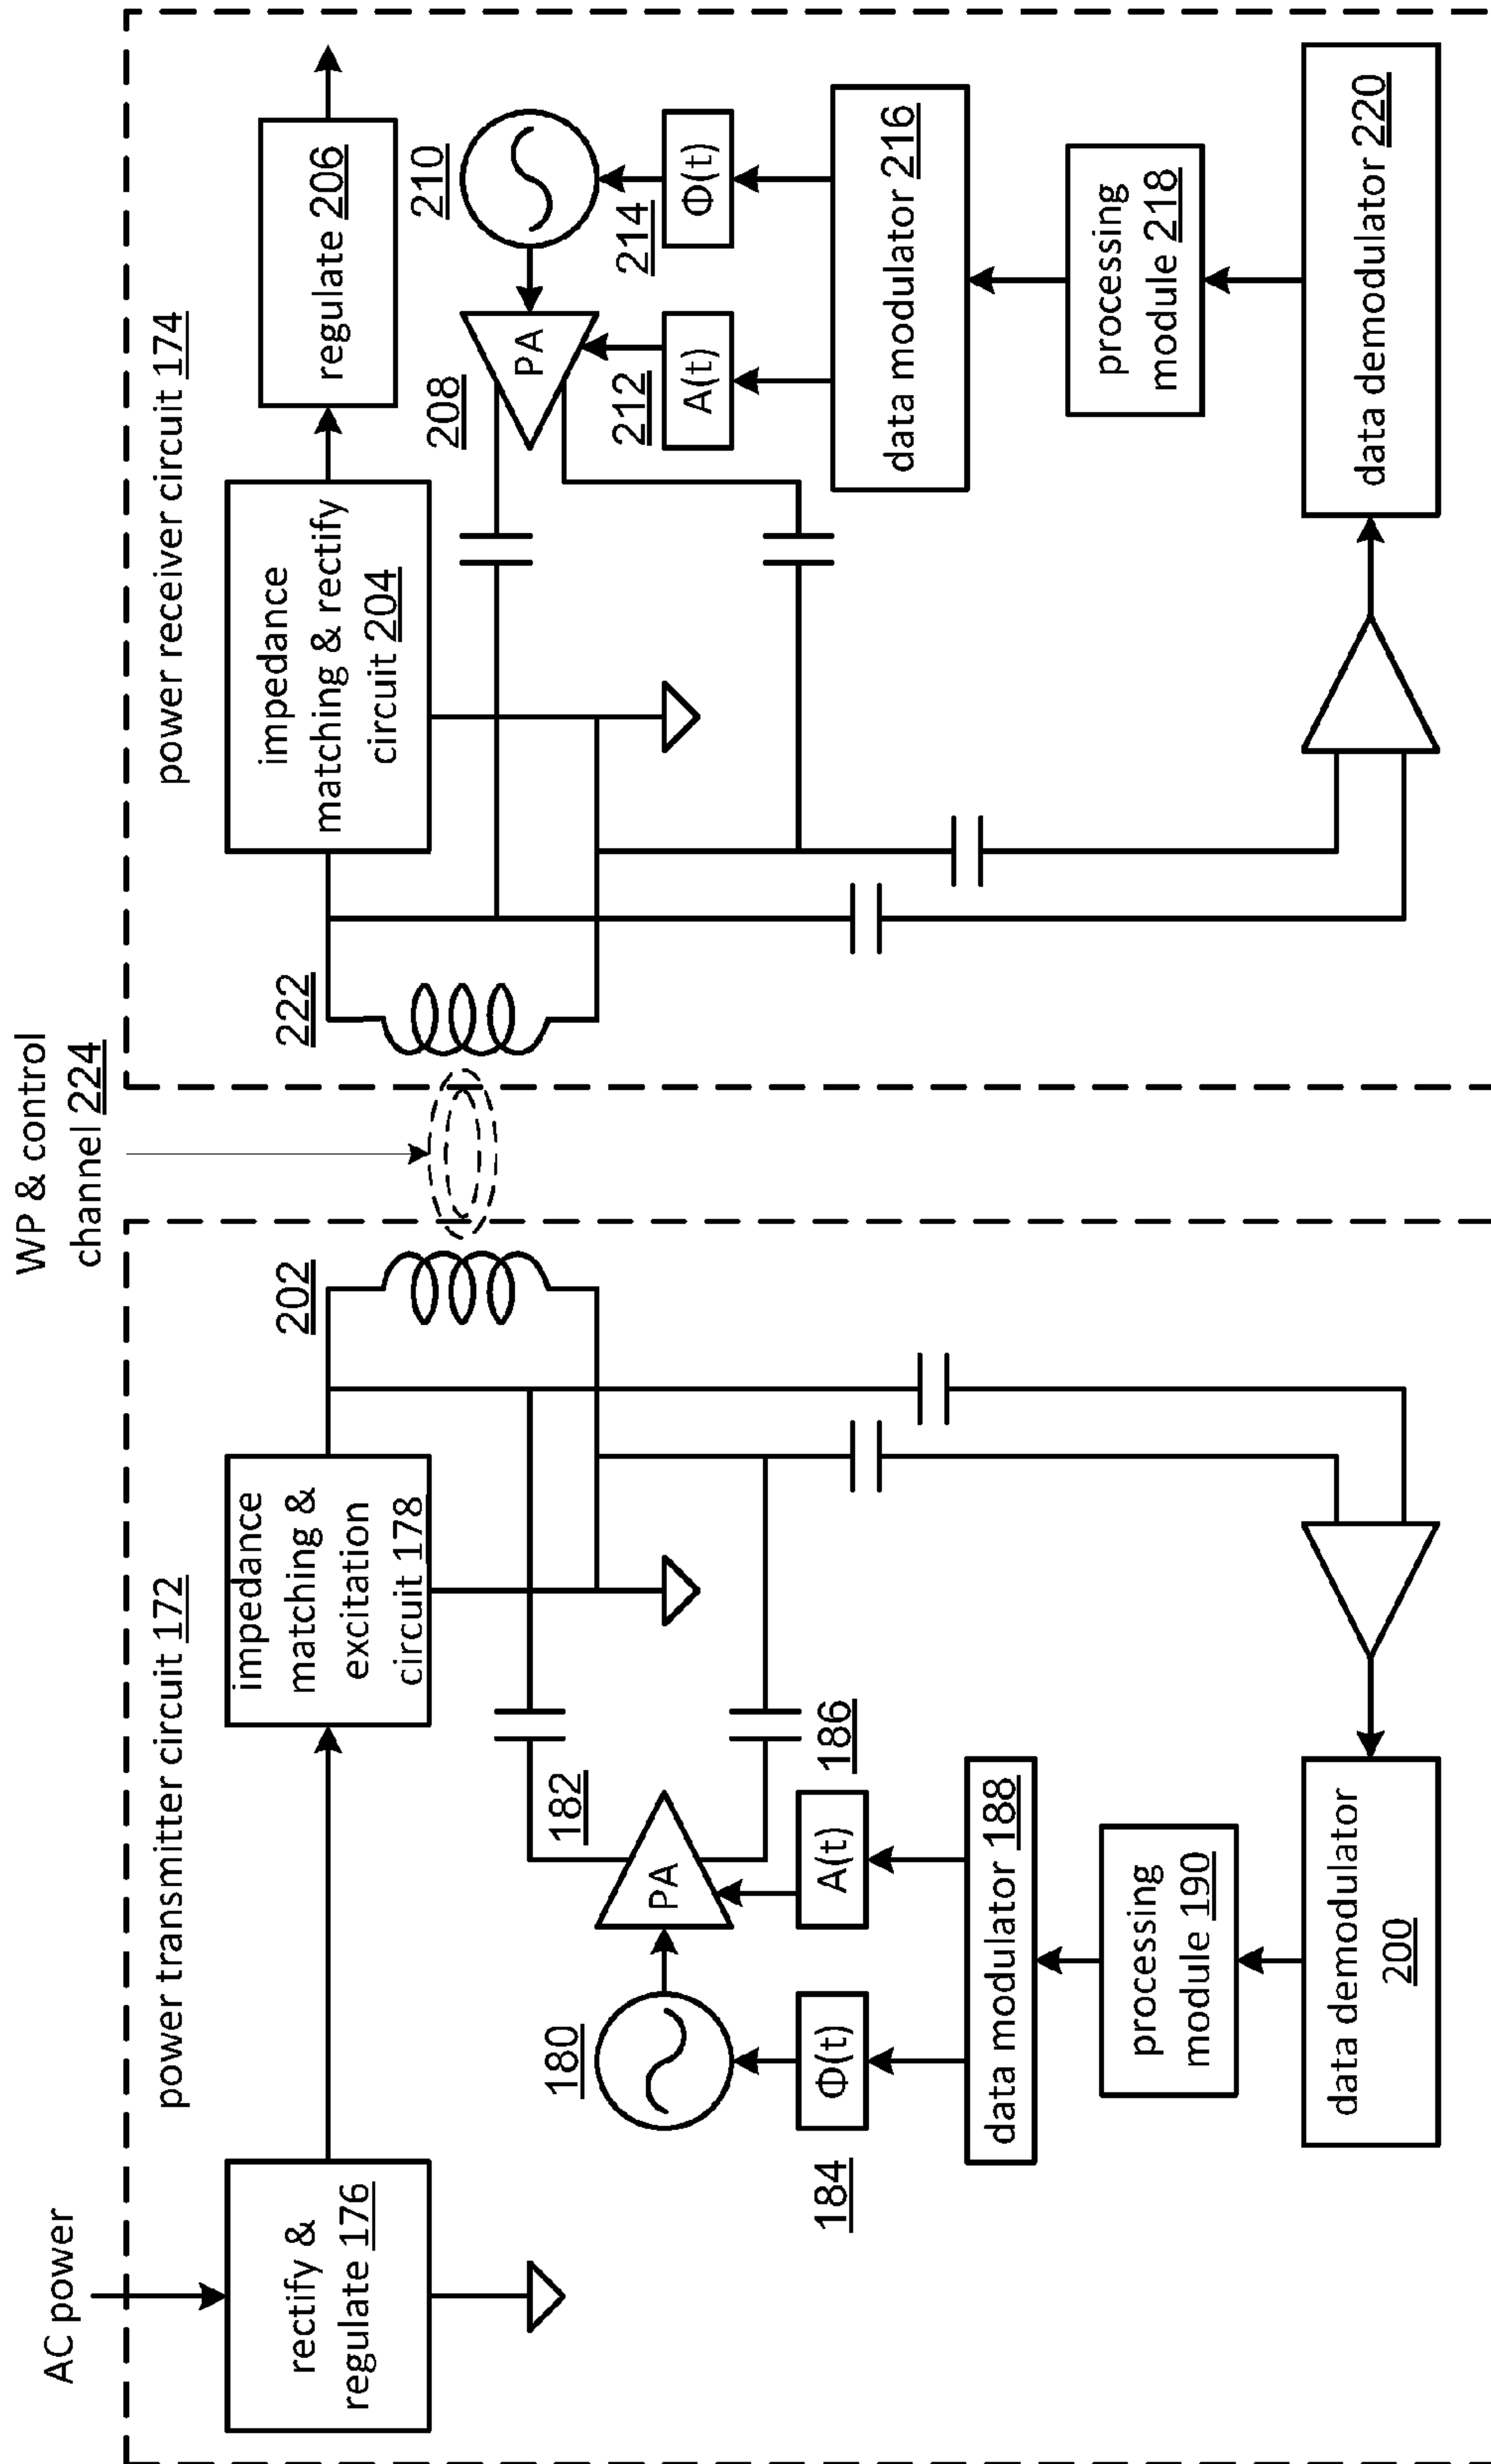 AC power
WP & control
channel 224
power transmitter circuit 172
rectify &
regulate 176
impedance
matching &
excitation
circuit 178
202
180
182
PA
184
Φ(t)
A(t)
186
data modulator 188
processing
module 190
data demodulator
200
power receiver circuit 174
222
impedance
matching & rectify
circuit 204
regulate 206
208
PA
210
212
A(t)
214
Φ(t)
data modulator 216
processing
module 218
data demodulator 220